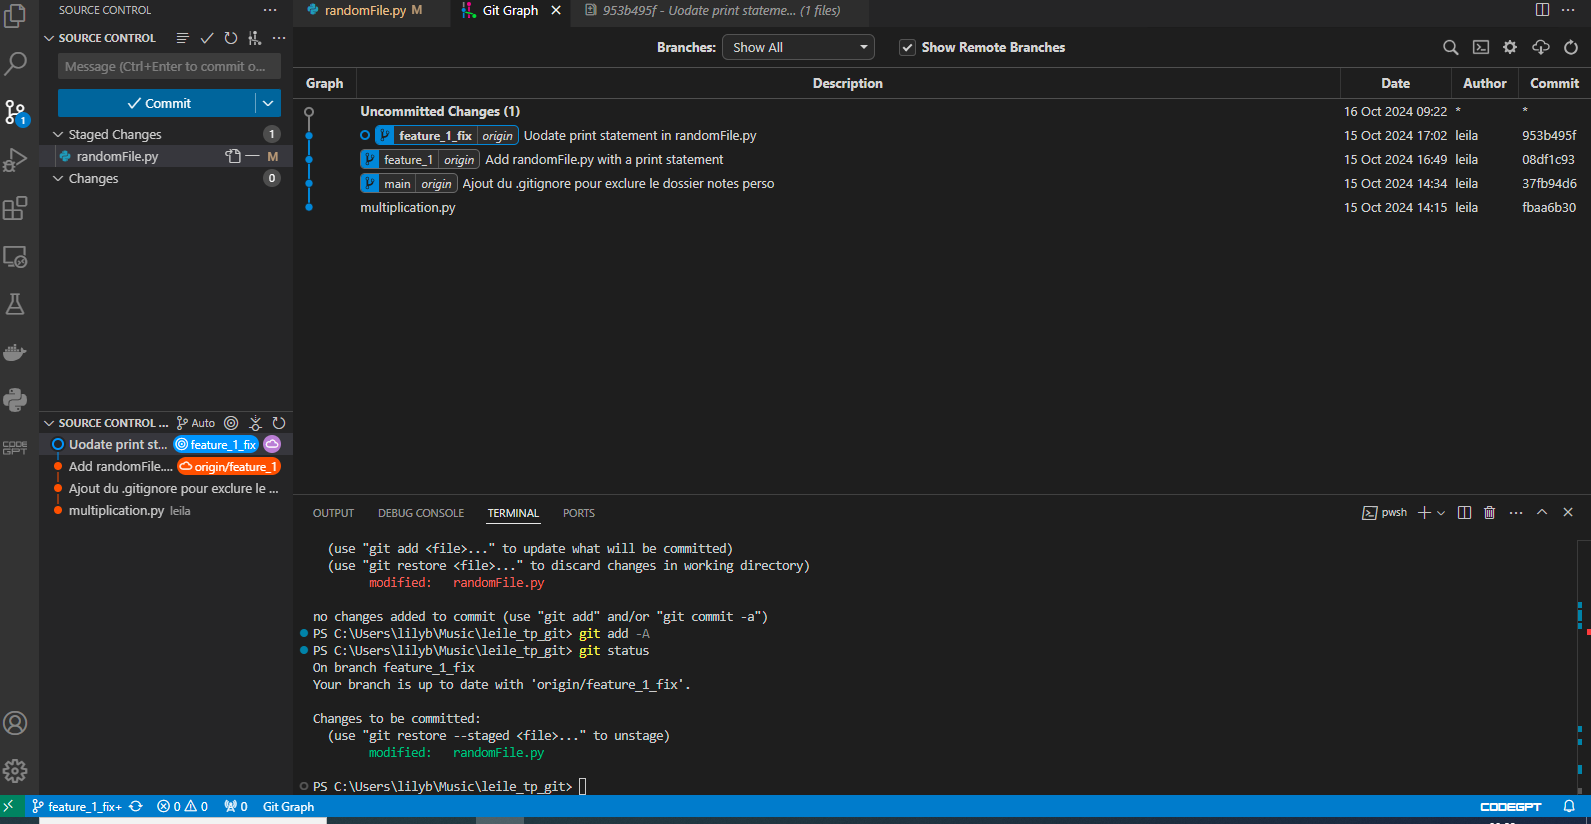 SOURCE CONTROL
SOURCE CONTROL
Message (Ctrl+Enter to commit o...
Commit
Staged Changes 1
randomFile.py M
Changes 0
1
SOURCE CONTROL ... Auto
Uodate print st... feature_1_fix
Add randomFile.... origin/feature_1
Ajout du .gitignore pour exclure le ...
multiplication.py leila
CODE
GPT
randomFile.py M
Git Graph
953b495f - Uodate print stateme... (1 files)
Branches: Show All Show Remote Branches
Graph Description Date Author Commit
Uncommitted Changes (1) 16 Oct 2024 09:22 * *
feature_1_fix origin Uodate print statement in randomFile.py 15 Oct 2024 17:02 leila 953b495f
feature_1 origin Add randomFile.py with a print statement 15 Oct 2024 16:49 leila 08df1c93
main origin Ajout du .gitignore pour exclure le dossier notes perso 15 Oct 2024 14:34 leila 37fb94d6
multiplication.py 15 Oct 2024 14:15 leila fbaa6b30
OUTPUT DEBUG CONSOLE TERMINAL PORTS pwsh
(use "git add <file>..." to update what will be committed)
(use "git restore <file>..." to discard changes in working directory)
modified: randomFile.py
no changes added to commit (use "git add" and/or "git commit -a")
PS C:\Users\lilyb\Music\leile_tp_git> git add -A
PS C:\Users\lilyb\Music\leile_tp_git> git status
On branch feature_1_fix
Your branch is up to date with 'origin/feature_1_fix'.
Changes to be committed:
(use "git restore --staged <file>..." to unstage)
modified: randomFile.py
PS C:\Users\lilyb\Music\leile_tp_git>
feature_1_fix+ 0 0 0 Git Graph CODEGPT